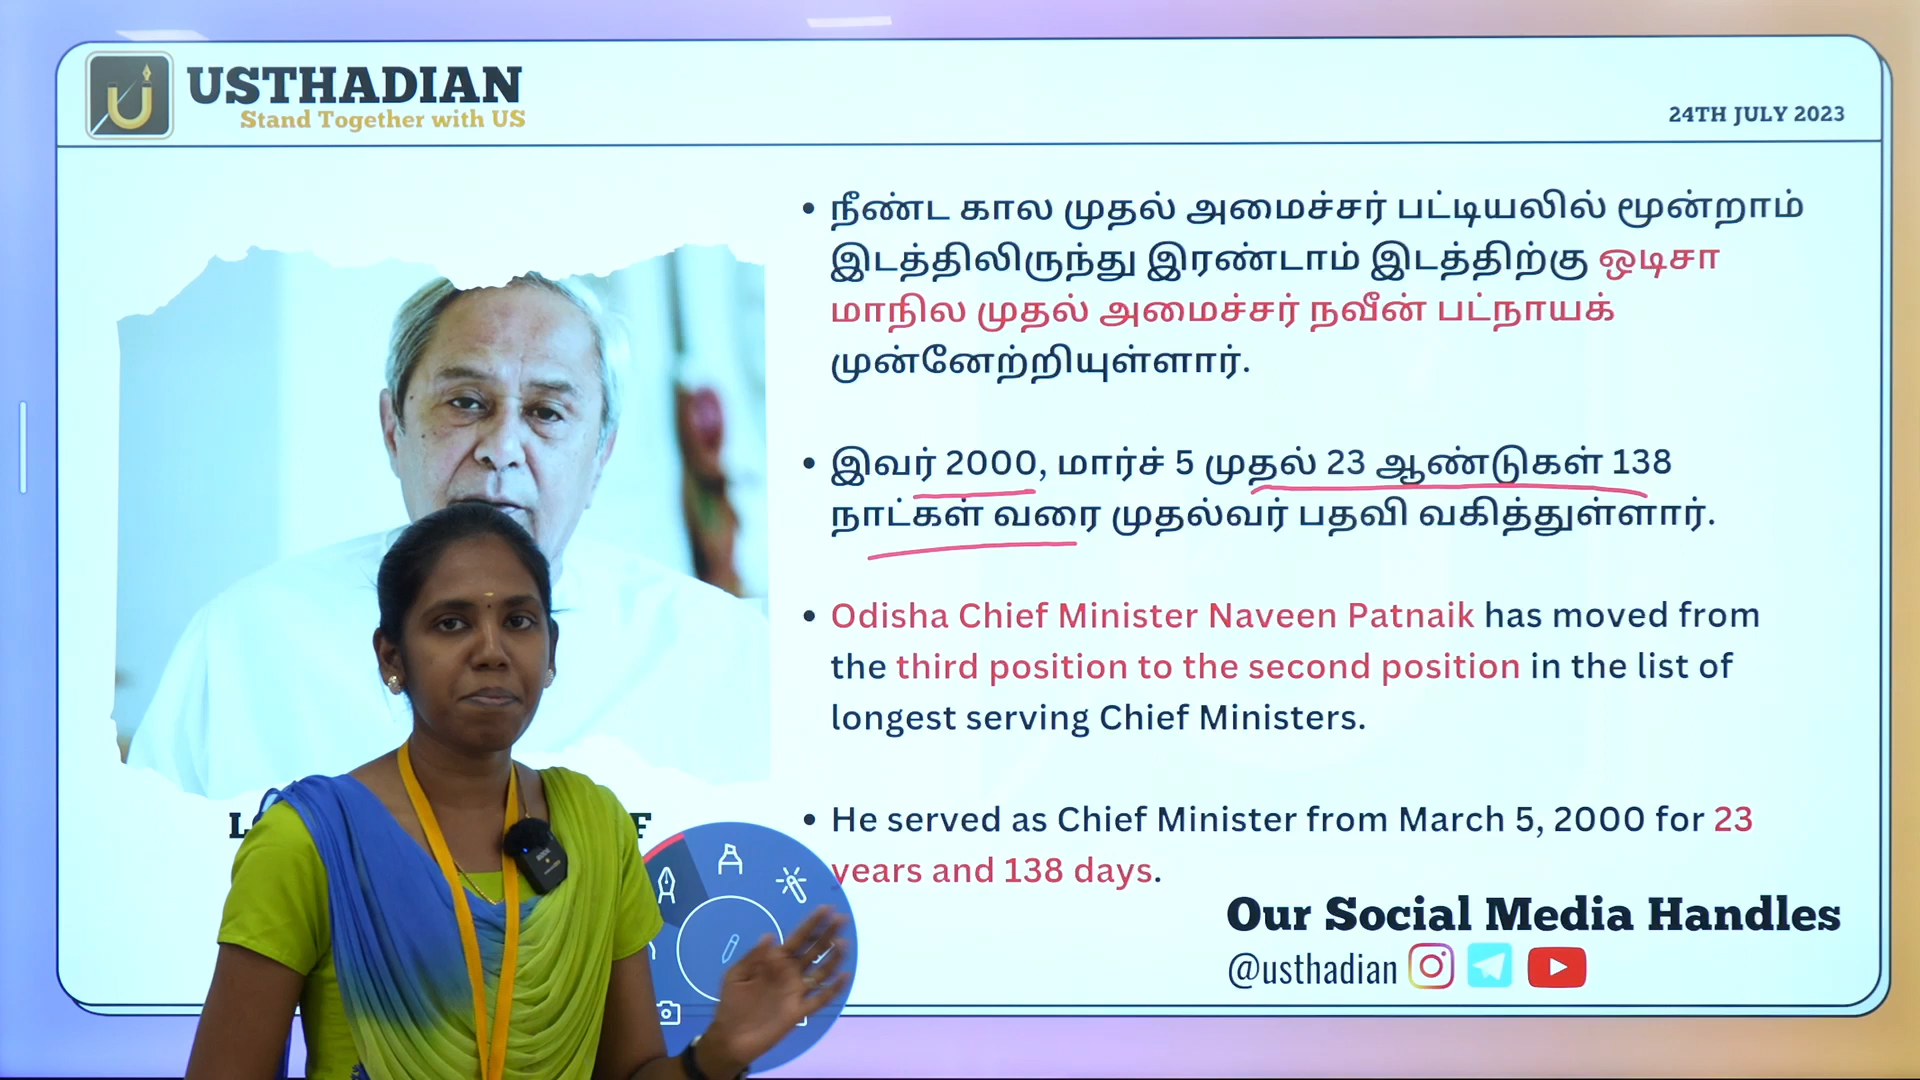 USTHADIAN
Stand Together with US
24TH JULY 2023
• நீண்ட கால முதல் அமைச்சர் பட்டியலில் மூன்றாம்
இடத்திலிருந்து இரண்டாம் இடத்திற்கு ஒடிசா
மாநில முதல் அமைச்சர் நவீன் பட்நாயக்
முன்னேற்றியுள்ளார்.
• இவர் 2000, மார்ச் 5 முதல் 23 ஆண்டுகள் 138
நாட்கள் வரை முதல்வர் பதவி வகித்துள்ளார்.
• Odisha Chief Minister Naveen Patnaik has moved from
the third position to the second position in the list of
longest serving Chief Ministers.
• He served as Chief Minister from March 5, 2000 for 23
years and 138 days.
Our Social Media Handles
@usthadian